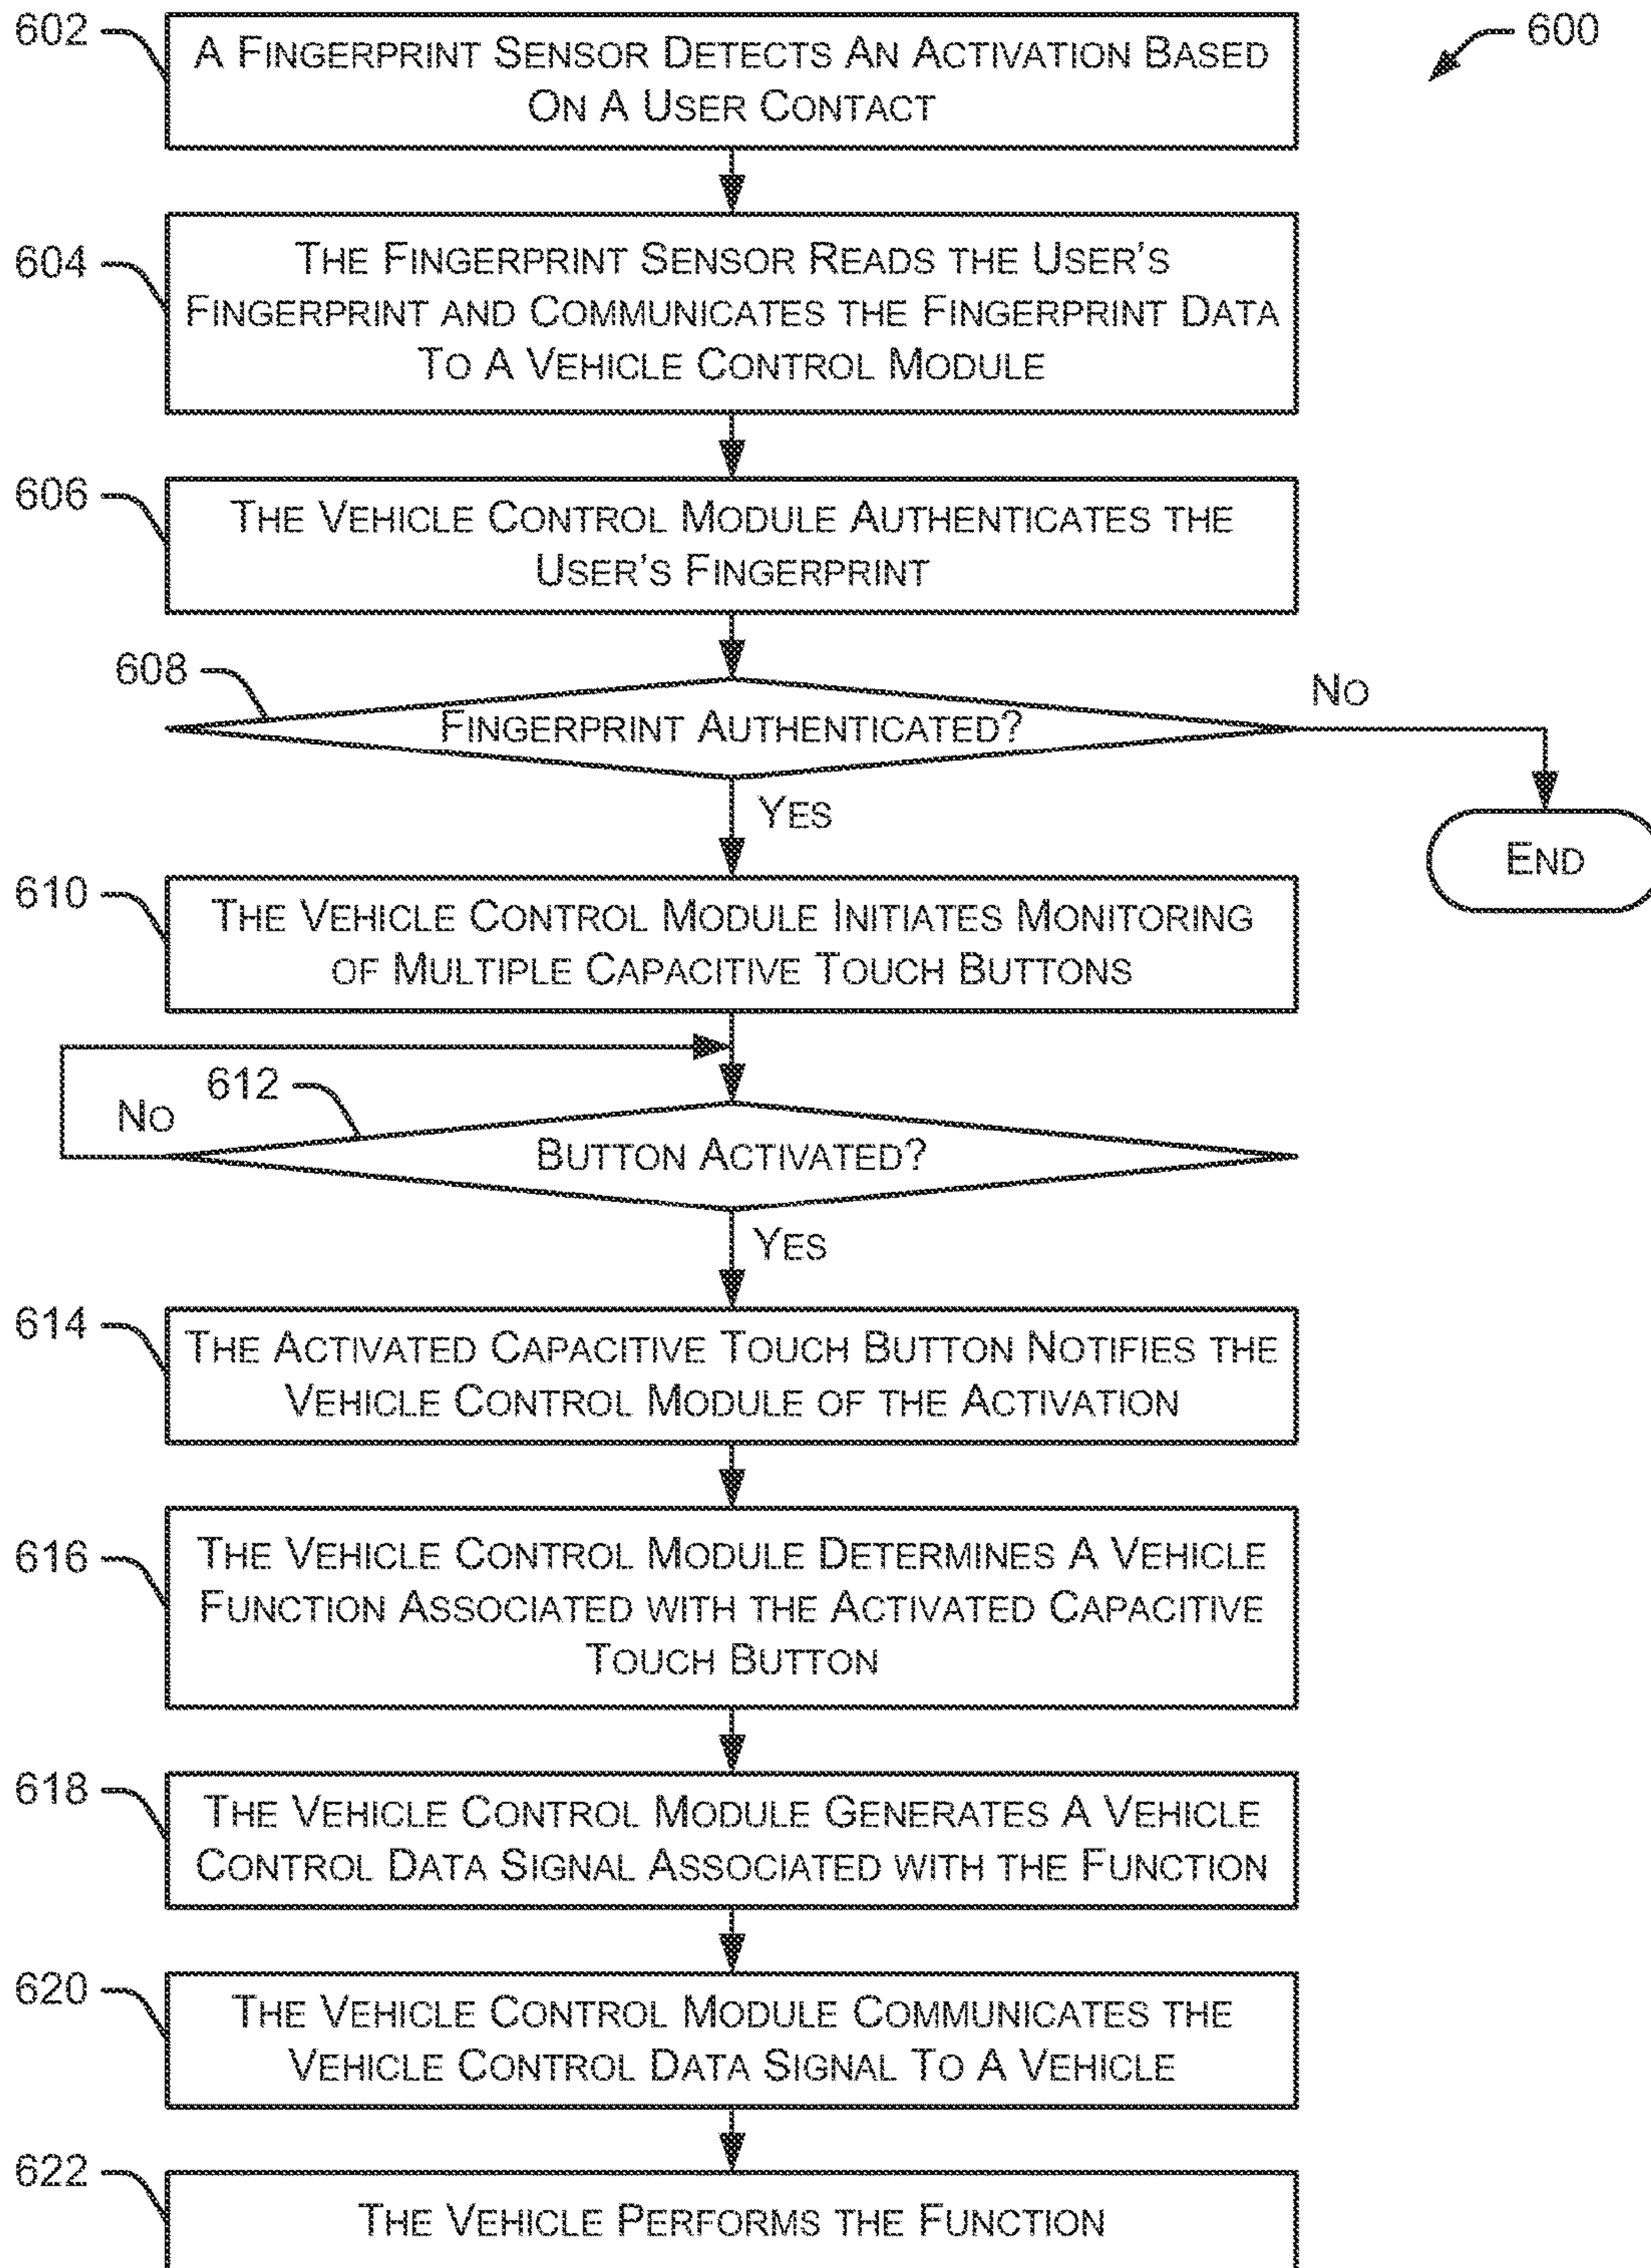 602
A FINGERPRINT SENSOR DETECTS AN ACTIVATION BASED
ON A USER CONTACT
600
604
THE FINGERPRINT SENSOR READS THE USER'S
FINGERPRINT AND COMMUNICATES THE FINGERPRINT DATA
TO A VEHICLE CONTROL MODULE
606
THE VEHICLE CONTROL MODULE AUTHENTICATES THE
USER'S FINGERPRINT
608
FINGERPRINT AUTHENTICATED?
NO
YES
END
610
THE VEHICLE CONTROL MODULE INITIATES MONITORING
OF MULTIPLE CAPACITIVE TOUCH BUTTONS
612
NO
BUTTON ACTIVATED?
YES
614
THE ACTIVATED CAPACITIVE TOUCH BUTTON NOTIFIES THE
VEHICLE CONTROL MODULE OF THE ACTIVATION
616
THE VEHICLE CONTROL MODULE DETERMINES A VEHICLE
FUNCTION ASSOCIATED WITH THE ACTIVATED CAPACITIVE
TOUCH BUTTON
618
THE VEHICLE CONTROL MODULE GENERATES A VEHICLE
CONTROL DATA SIGNAL ASSOCIATED WITH THE FUNCTION
620
THE VEHICLE CONTROL MODULE COMMUNICATES THE
VEHICLE CONTROL DATA SIGNAL TO A VEHICLE
622
THE VEHICLE PERFORMS THE FUNCTION